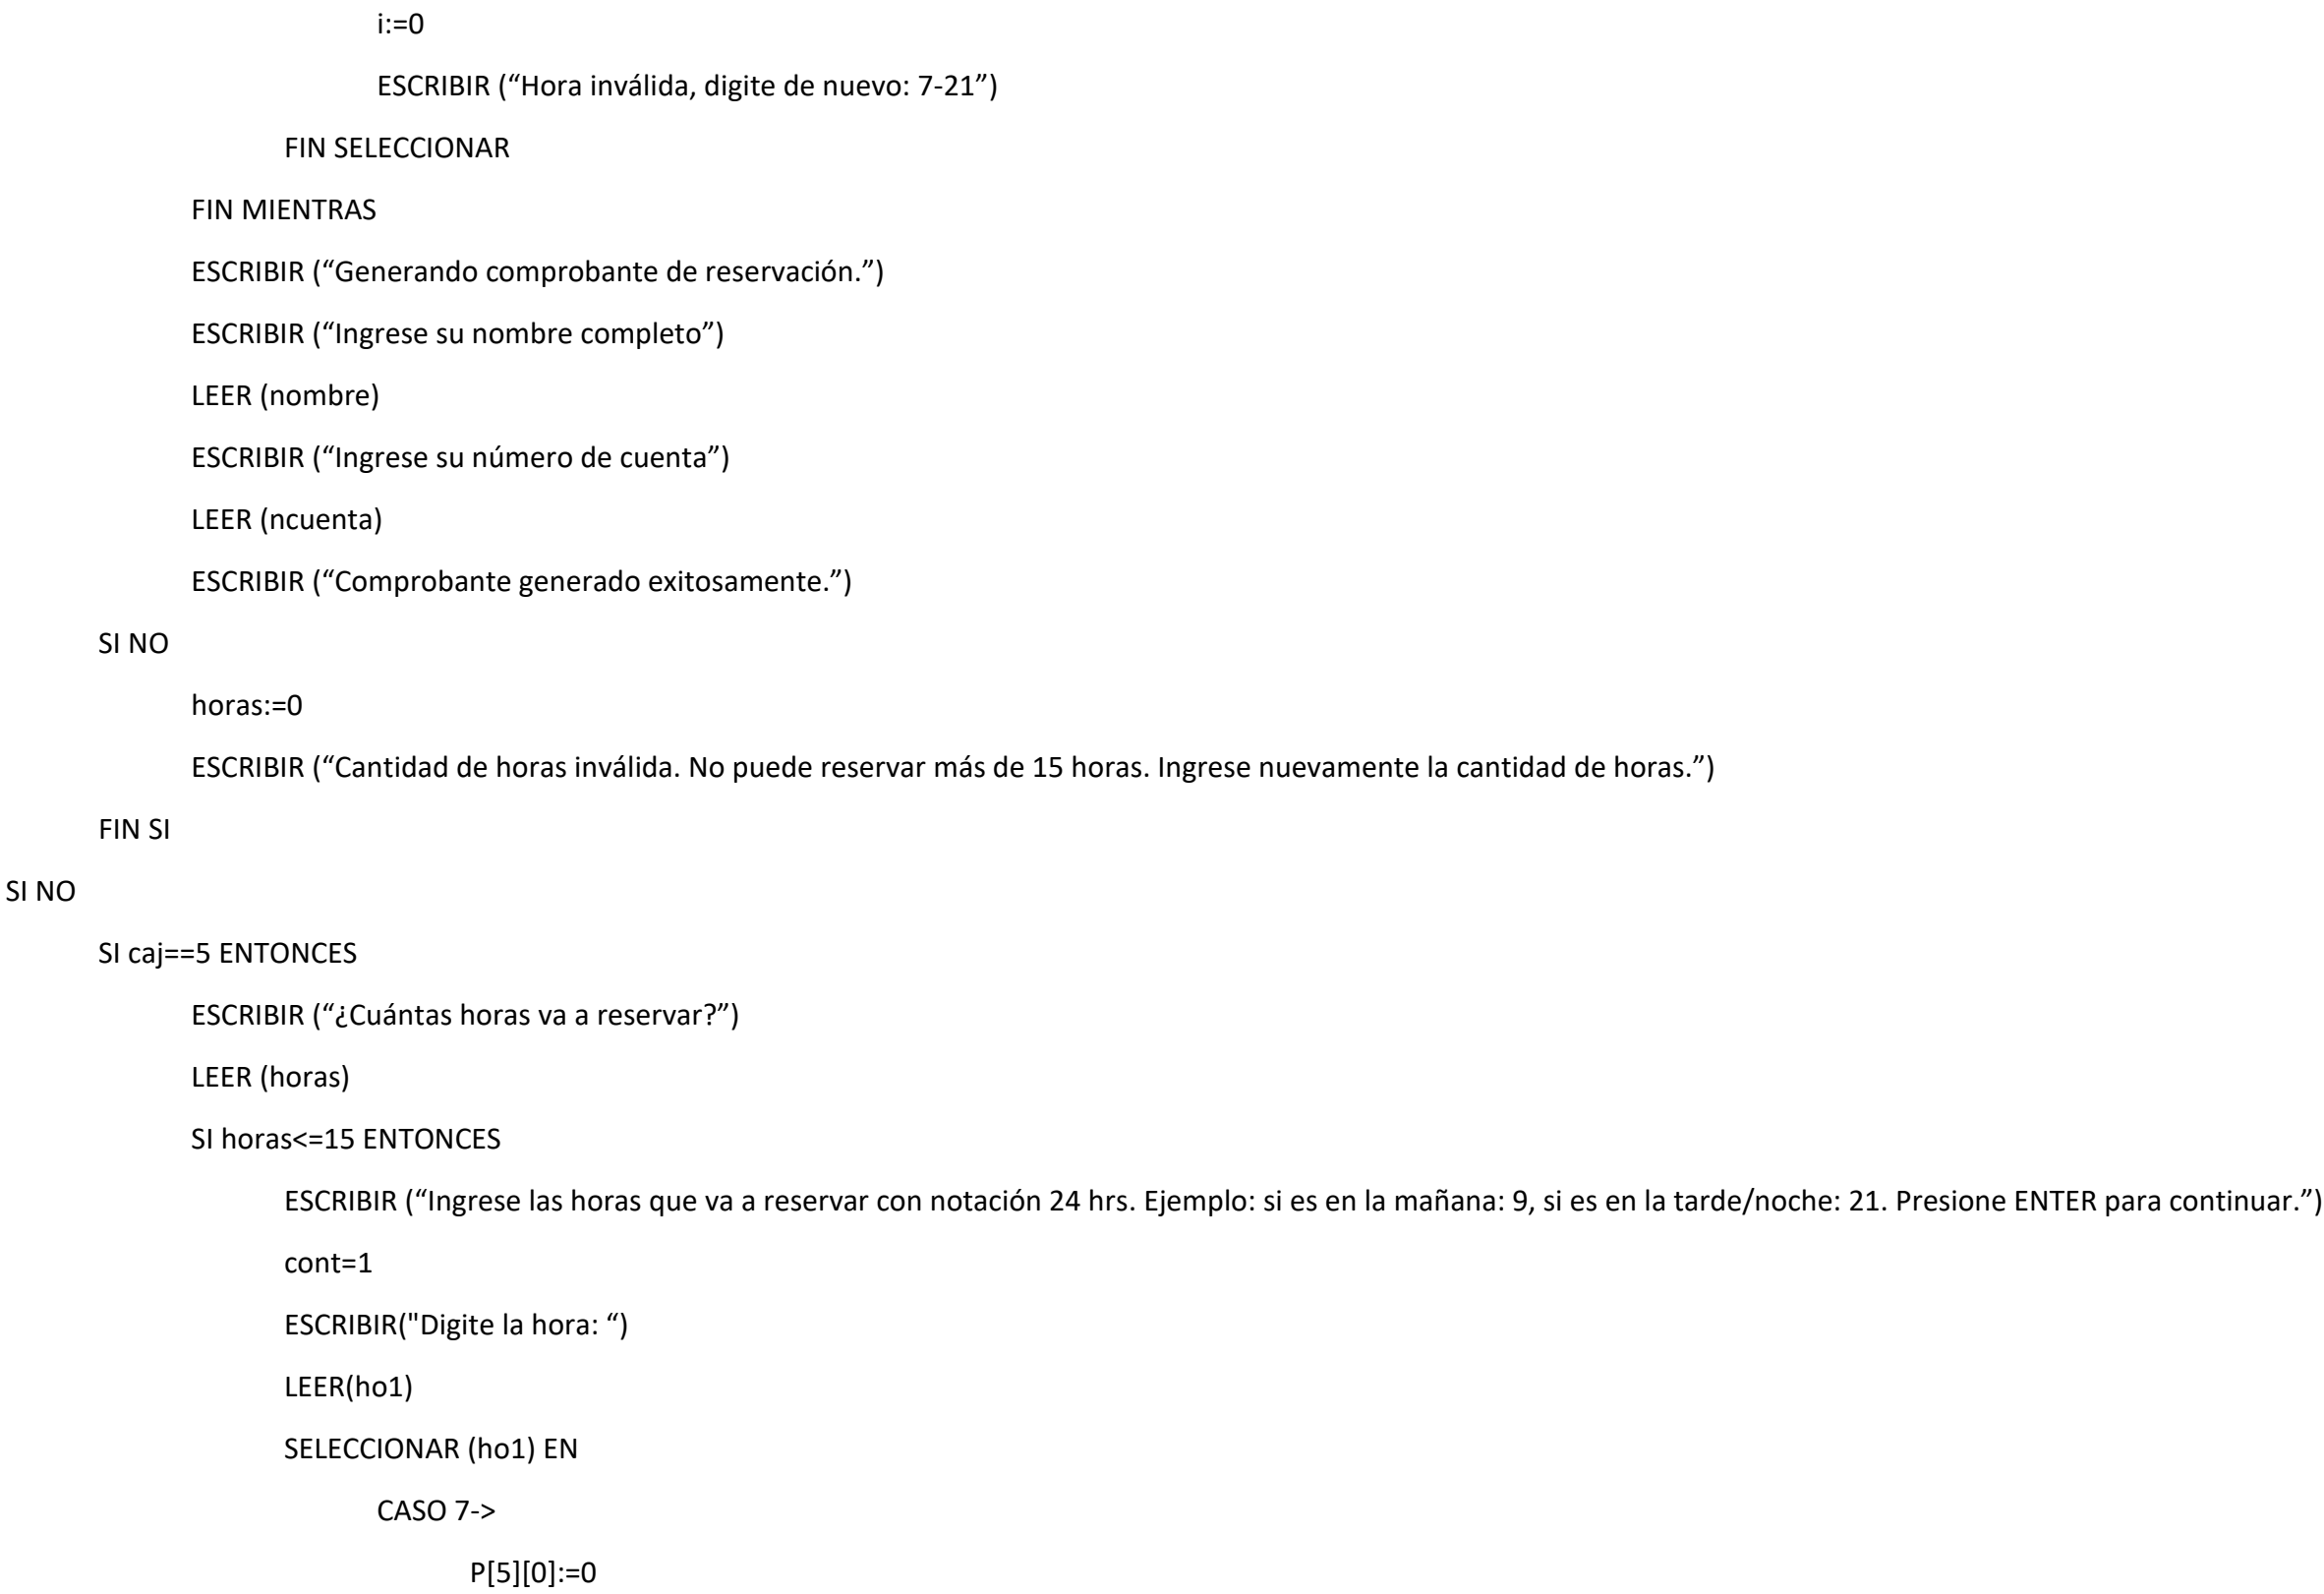 i:=0
ESCRIBIR (“Hora inválida, digite de nuevo: 7-21”)
FIN SELECCIONAR
FIN MIENTRAS
ESCRIBIR (“Generando comprobante de reservación.”)
ESCRIBIR (“Ingrese su nombre completo”)
LEER (nombre)
ESCRIBIR (“Ingrese su número de cuenta”)
LEER (ncuenta)
ESCRIBIR (“Comprobante generado exitosamente.”)
SI NO
horas:=0
ESCRIBIR (“Cantidad de horas inválida. No puede reservar más de 15 horas. Ingrese nuevamente la cantidad de horas.”)
FIN SI
SI NO
SI caj==5 ENTONCES
ESCRIBIR (“¿Cuántas horas va a reservar?”)
LEER (horas)
SI horas<=15 ENTONCES
ESCRIBIR (“Ingrese las horas que va a reservar con notación 24 hrs. Ejemplo: si es en la mañana: 9, si es en la tarde/noche: 21. Presione ENTER para continuar.”)
cont=1
ESCRIBIR("Digite la hora: “)
LEER(ho1)
SELECCIONAR (ho1) EN
CASO 7->
P[5][0]:=0